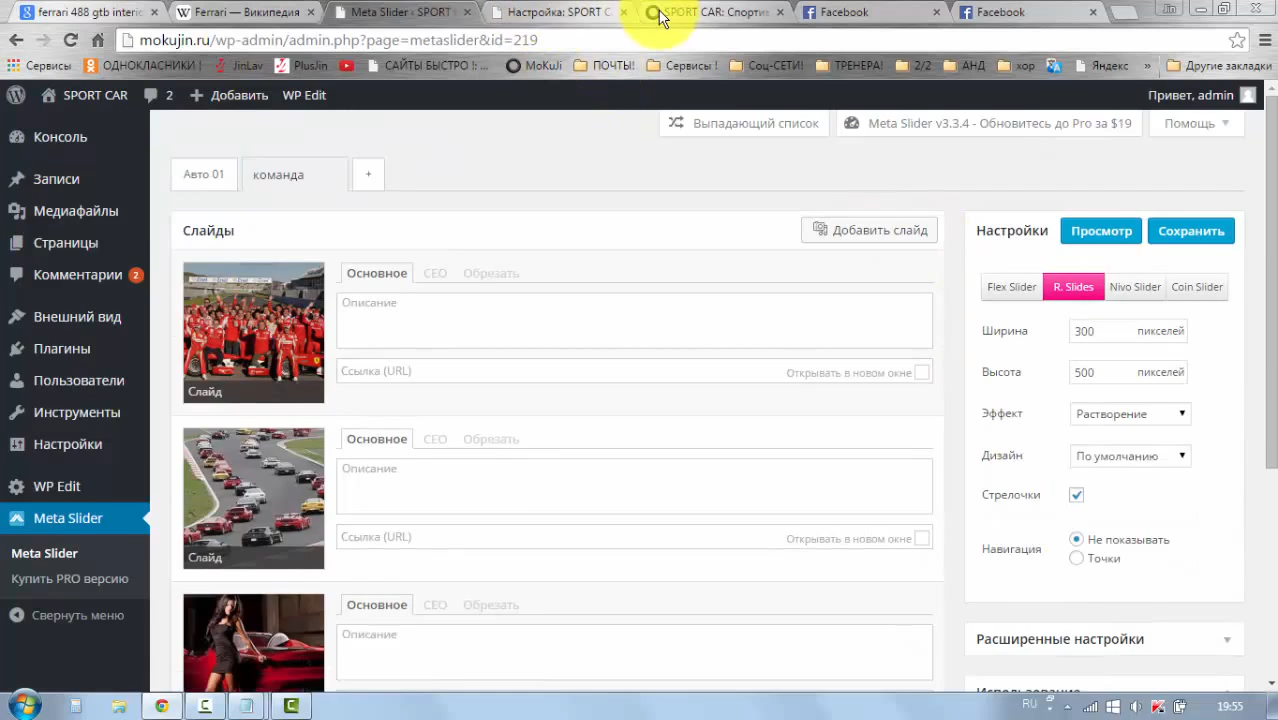 ferrari 488 gtb interi
Ferrari — Википедия
Meta Slider ‹ SPORT
Настройка: SPORT C
SPORT CAR: Спортив
Facebook
Facebook
mokujin.ru/wp-admin/admin.php?page=metaslider&id=219
Сервисы
ОДНОКЛАСНИКИ
JinLav
PlusJin
САЙТЫ БЫСТРО !: ...
MoKuJi
ПОЧТЫ!
Сервисы !
Соц-СЕТИ!
ТРЕНЕРА!
2/2
АНД
хор
Яндекс
»
Другие закладки
SPORT CAR
2
Добавить
WP Edit
Привет, admin
Консоль
Записи
Медиафайлы
Страницы
Комментарии 2
Внешний вид
Плагины
Пользователи
Инструменты
Настройки
WP Edit
Meta Slider
Meta Slider
Купить PRO версию
Свернуть меню
Выпадающий список
Meta Slider v3.3.4 - Обновитесь до Pro за $19
Помощь
Авто 01
команда
+
Слайды
Добавить слайд
Основное
СЕО
Обрезать
Описание
Ссылка (URL)
Открывать в новом окне
Слайд
Основное
СЕО
Обрезать
Описание
Ссылка (URL)
Открывать в новом окне
Слайд
Основное
СЕО
Обрезать
Описание
Настройки
Просмотр
Сохранить
Flex Slider
R. Slides
Nivo Slider
Coin Slider
Ширина
300
пикселей
Высота
500
пикселей
Эффект
Растворение
Дизайн
По умолчанию
Стрелочки
Навигация
Не показывать
Точки
Расширенные настройки
Использование
RU
19:55